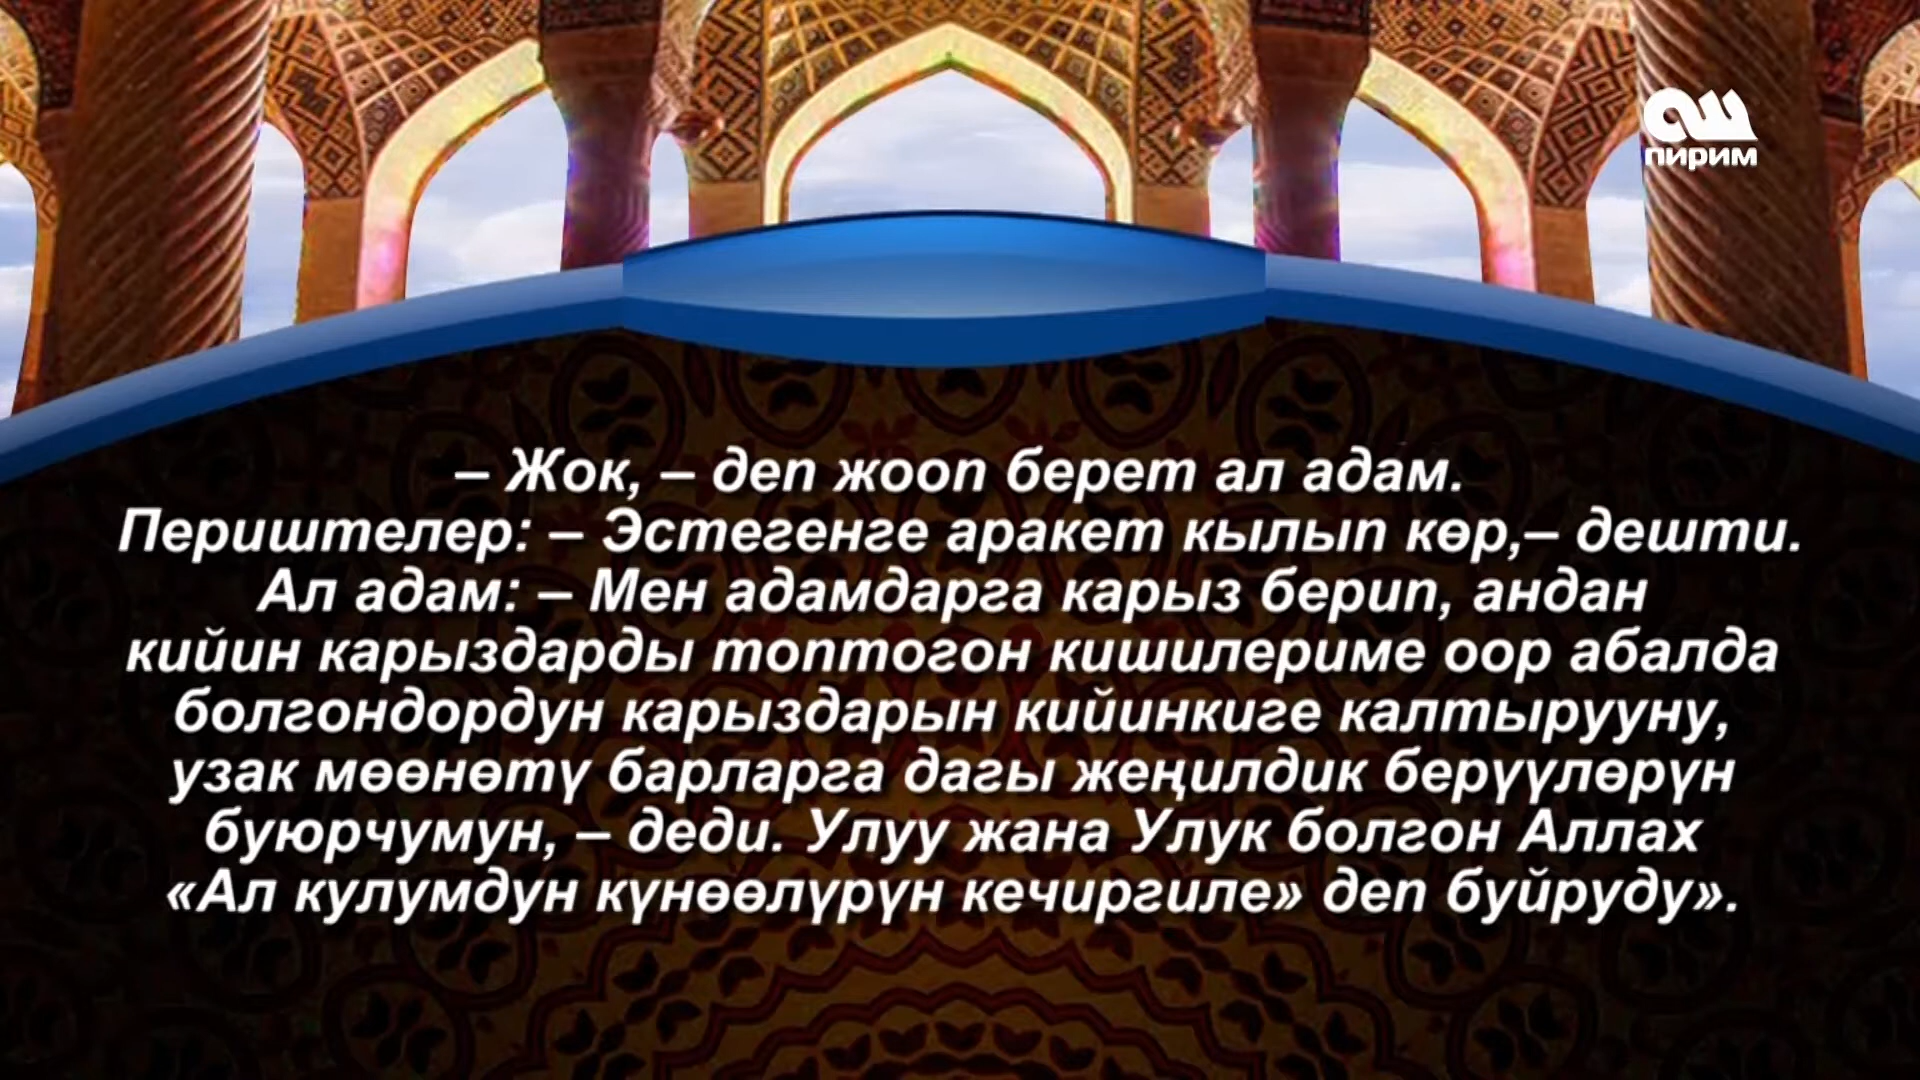 ОШ
пирим
– Жок, – деп жооп берет ал адам.
Периштелер: – Эстегенге аракет кылып көр,– дешти.
Ал адам: – Мен адамдарга карыз берип, андан
кийин карыздарды топтогон кишилериме оор абалда
болгондордун карыздарын кийинкиге калтырууну,
узак мөөнөтү барларга дагы жеңилдик берүүлөрүн
буюрчумун, – деди. Улуу жана Улук болгон Аллах
«Ал кулумдун күнөөлүрүн кечиргиле» деп буйруду».